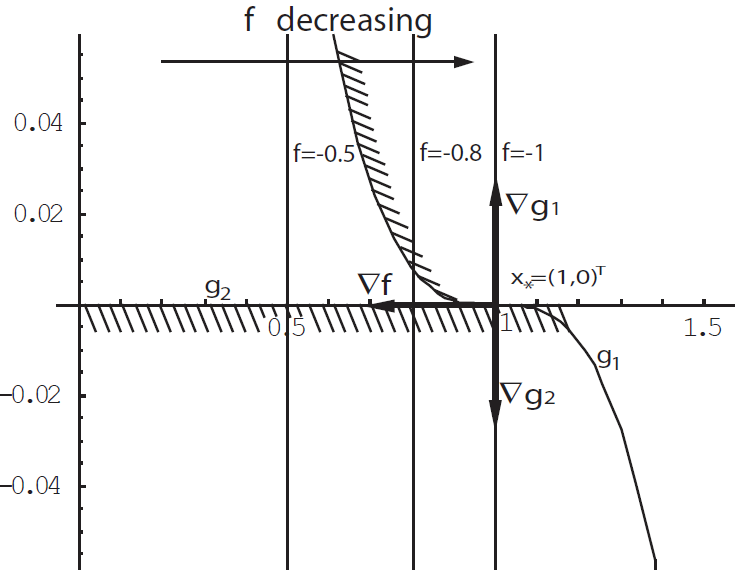 f decreasing
0.04
f=-0.5
f=-0.8
f=-1
0.02
∇g1
x*=(1,0)T
∇f
g2
0.5
1
1.5
g1
-0.02
∇g2
-0.04